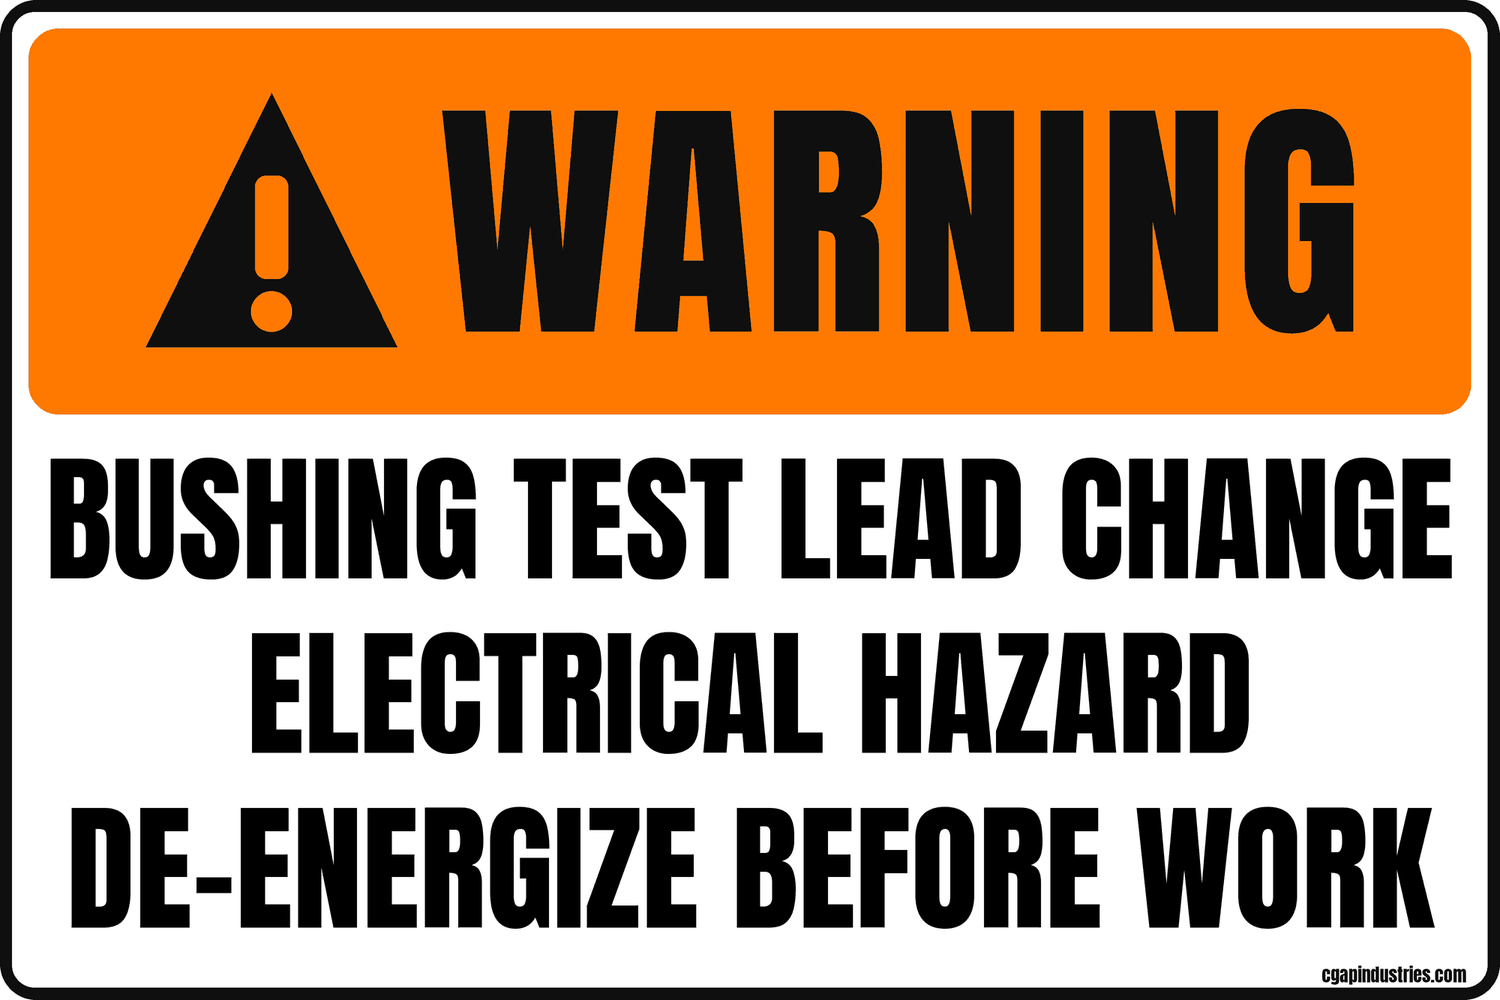 WARNING
BUSHING TEST LEAD CHANGE
ELECTRICAL HAZARD
DE-ENERGIZE BEFORE WORK
cgapindustries.com